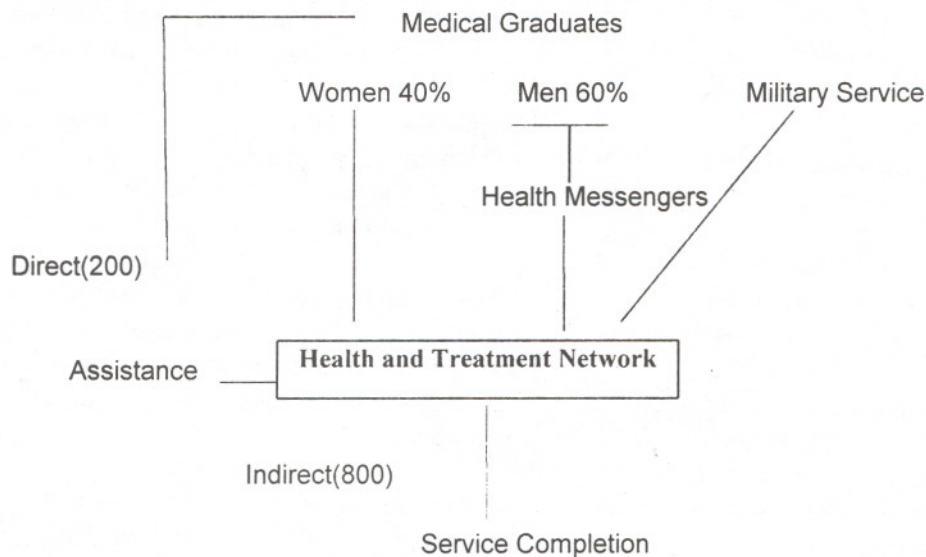 Medical Graduates
Women 40% Men 60% Military Service
Health Messengers
Direct(200)
Health and Treatment Network
Assistance
Indirect(800)
Service Completion